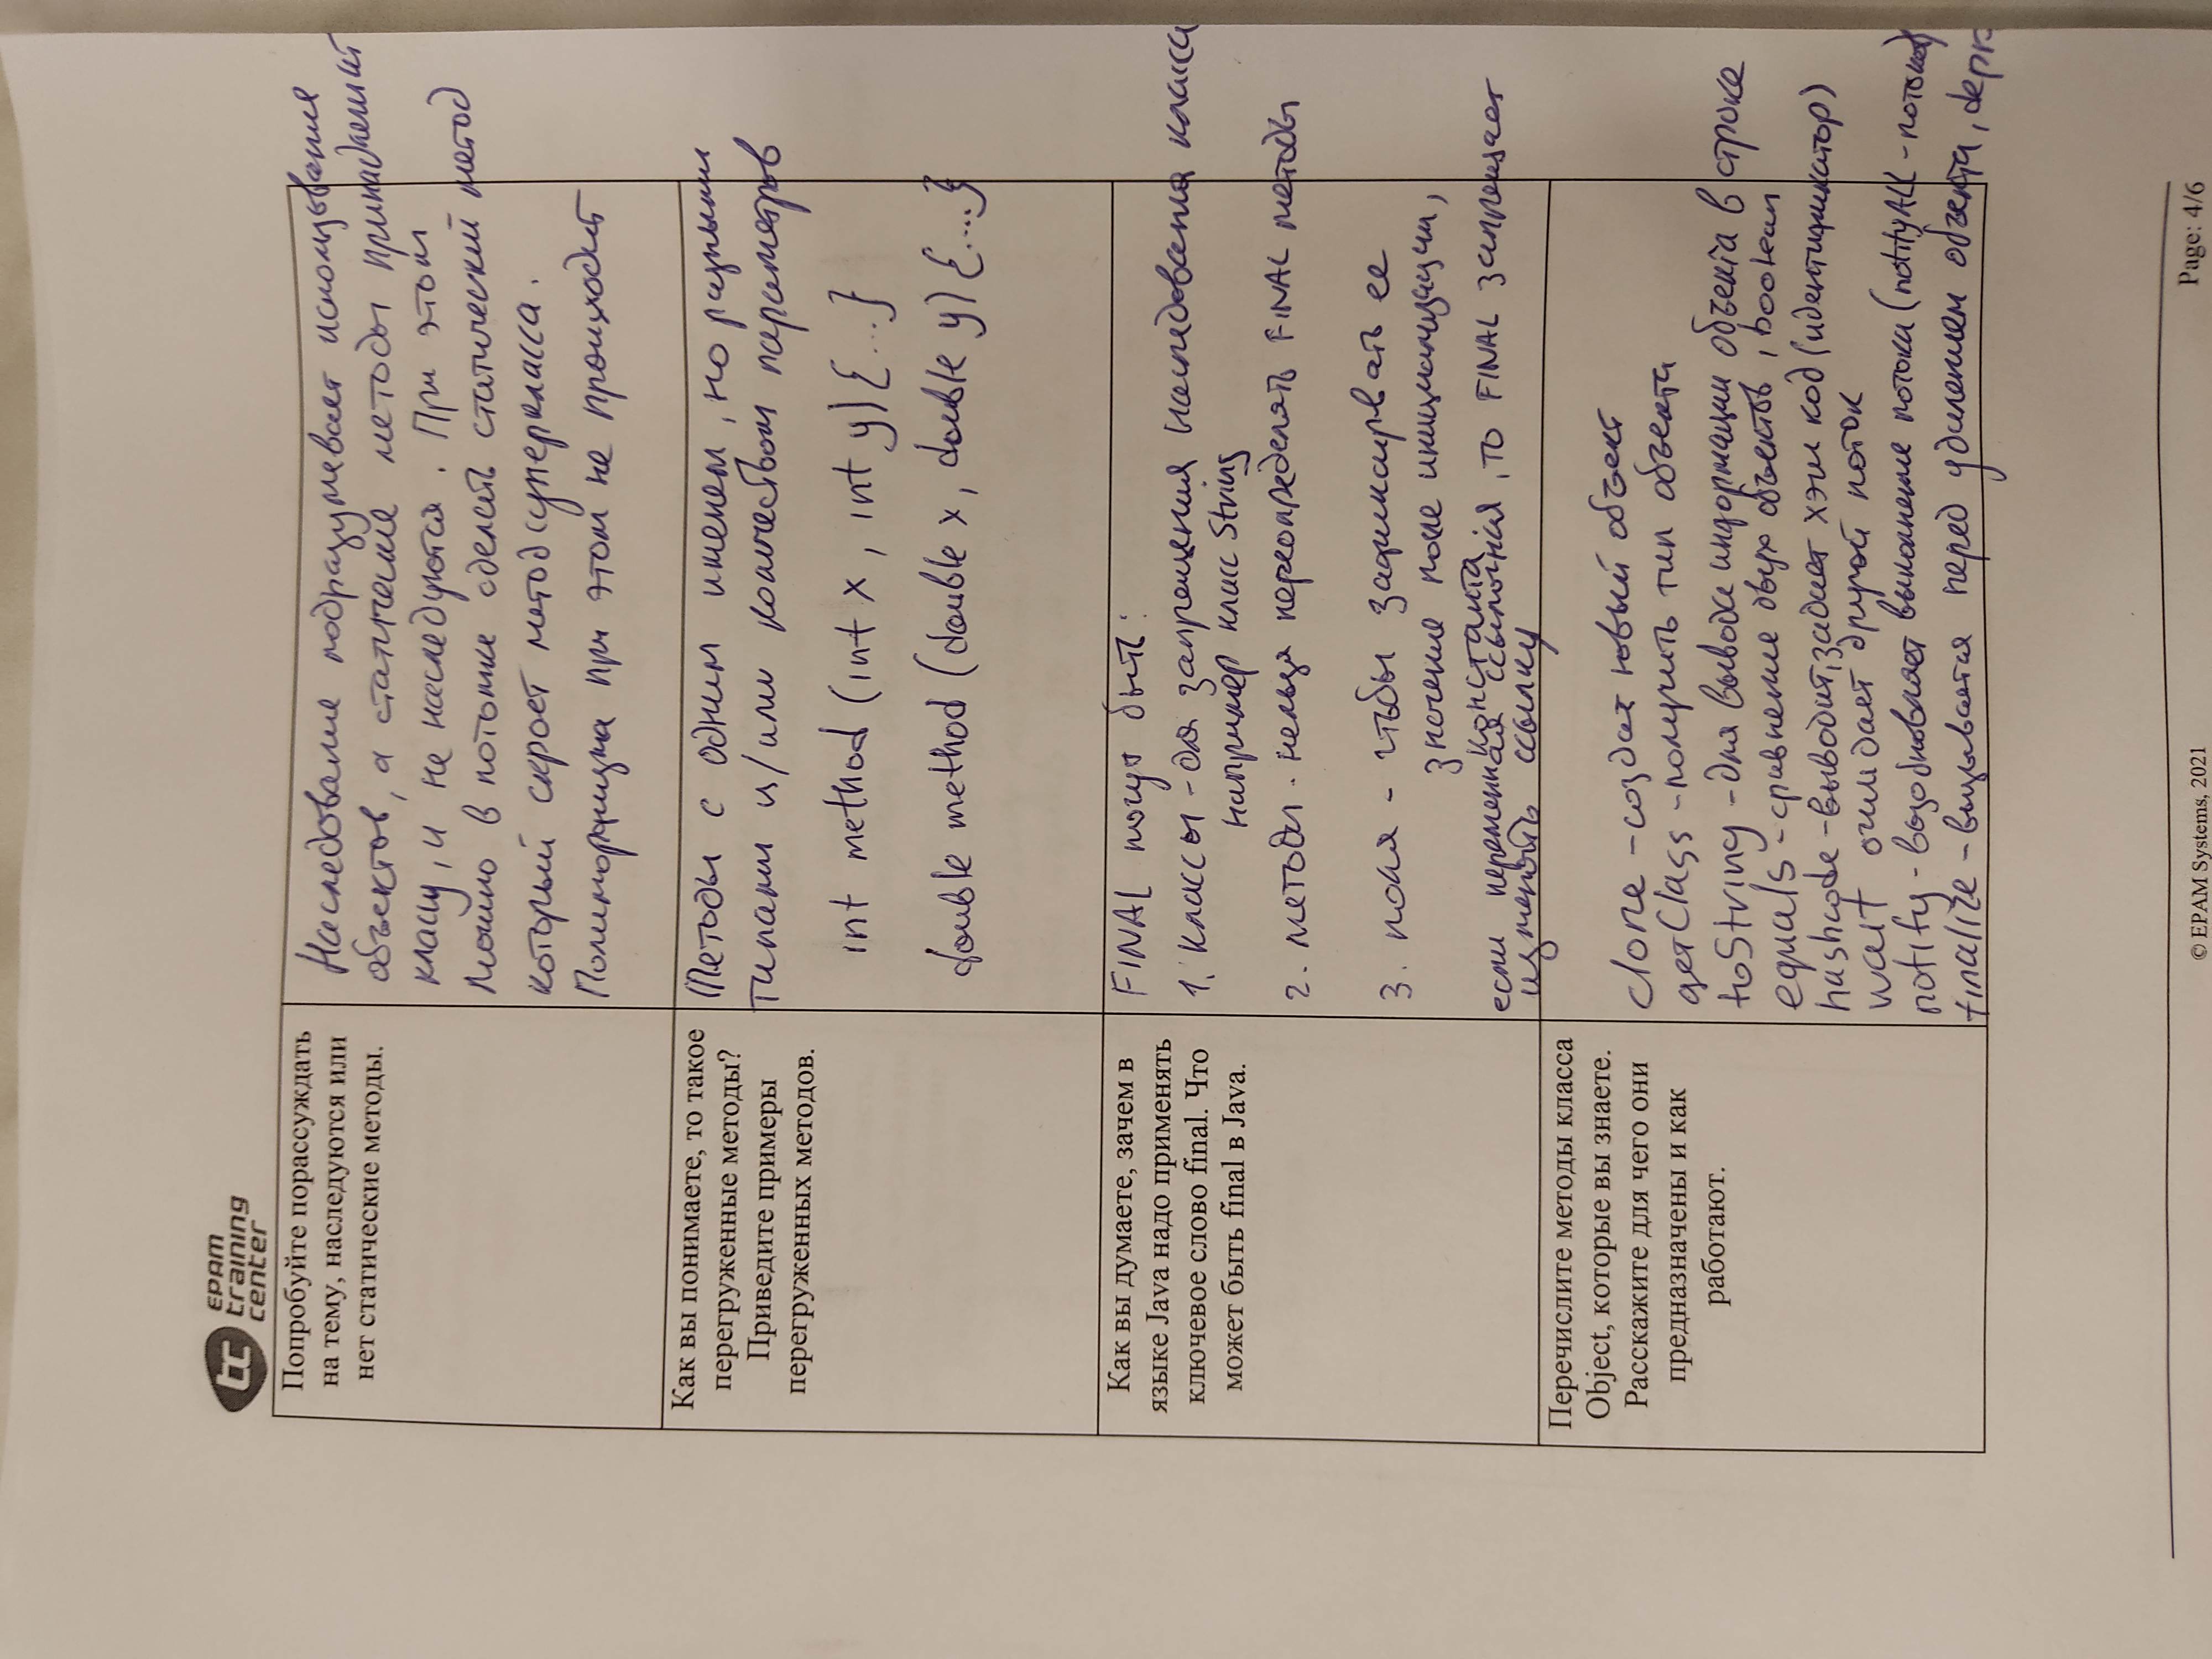 EPAM
training
center
Попробуйте порассуждать
на тему, наследуются или
нет статические методы.
Наследование подразумевает использование
объектов, а статические методы принадлежит
классу, и не наследуются. При этом
можно в потомке сделать статический метод
который скроет метод суперкласса.
Полиморфизма при этом не происходит
Как вы понимаете, то такое
перегруженные методы?
Приведите примеры
перегруженных методов.
Методы с одним именем, но разными
типами и/или количеством параметров
int method (int x, int y) {...}
double method (double x, double y) {....}
Как вы думаете, зачем в
языке Java надо применять
ключевое слово final. Что
может быть final в Java.
FINAL могут быть:
1. Классы - для запрещения наследования класса
например класс String
2. методы - нельзя переопределять FINAL методы
3. поля - чтобы зафиксирвать ее
значение после инициализации,
константа.
если переменная ссылочная, то FINAL запрещает
изменять ссылку
Перечислите методы класса
Object, которые вы знаете.
Расскажите для чего они
предназначены и как
работают.
clone - создает новый объект
getClass - получить тип объекта
toString - для вывода информации объекта в строке
equals - сравнение двух объектов, boolean
hashcode - выводит, задает хэш код (идентификатор)
wait ожидает другой поток
notify - возобновляет выполнение потока (notifyALL - потоков)
finalize - вызывается перед удалением объекта,
© EPAM Systems, 2021
Page: 4/6